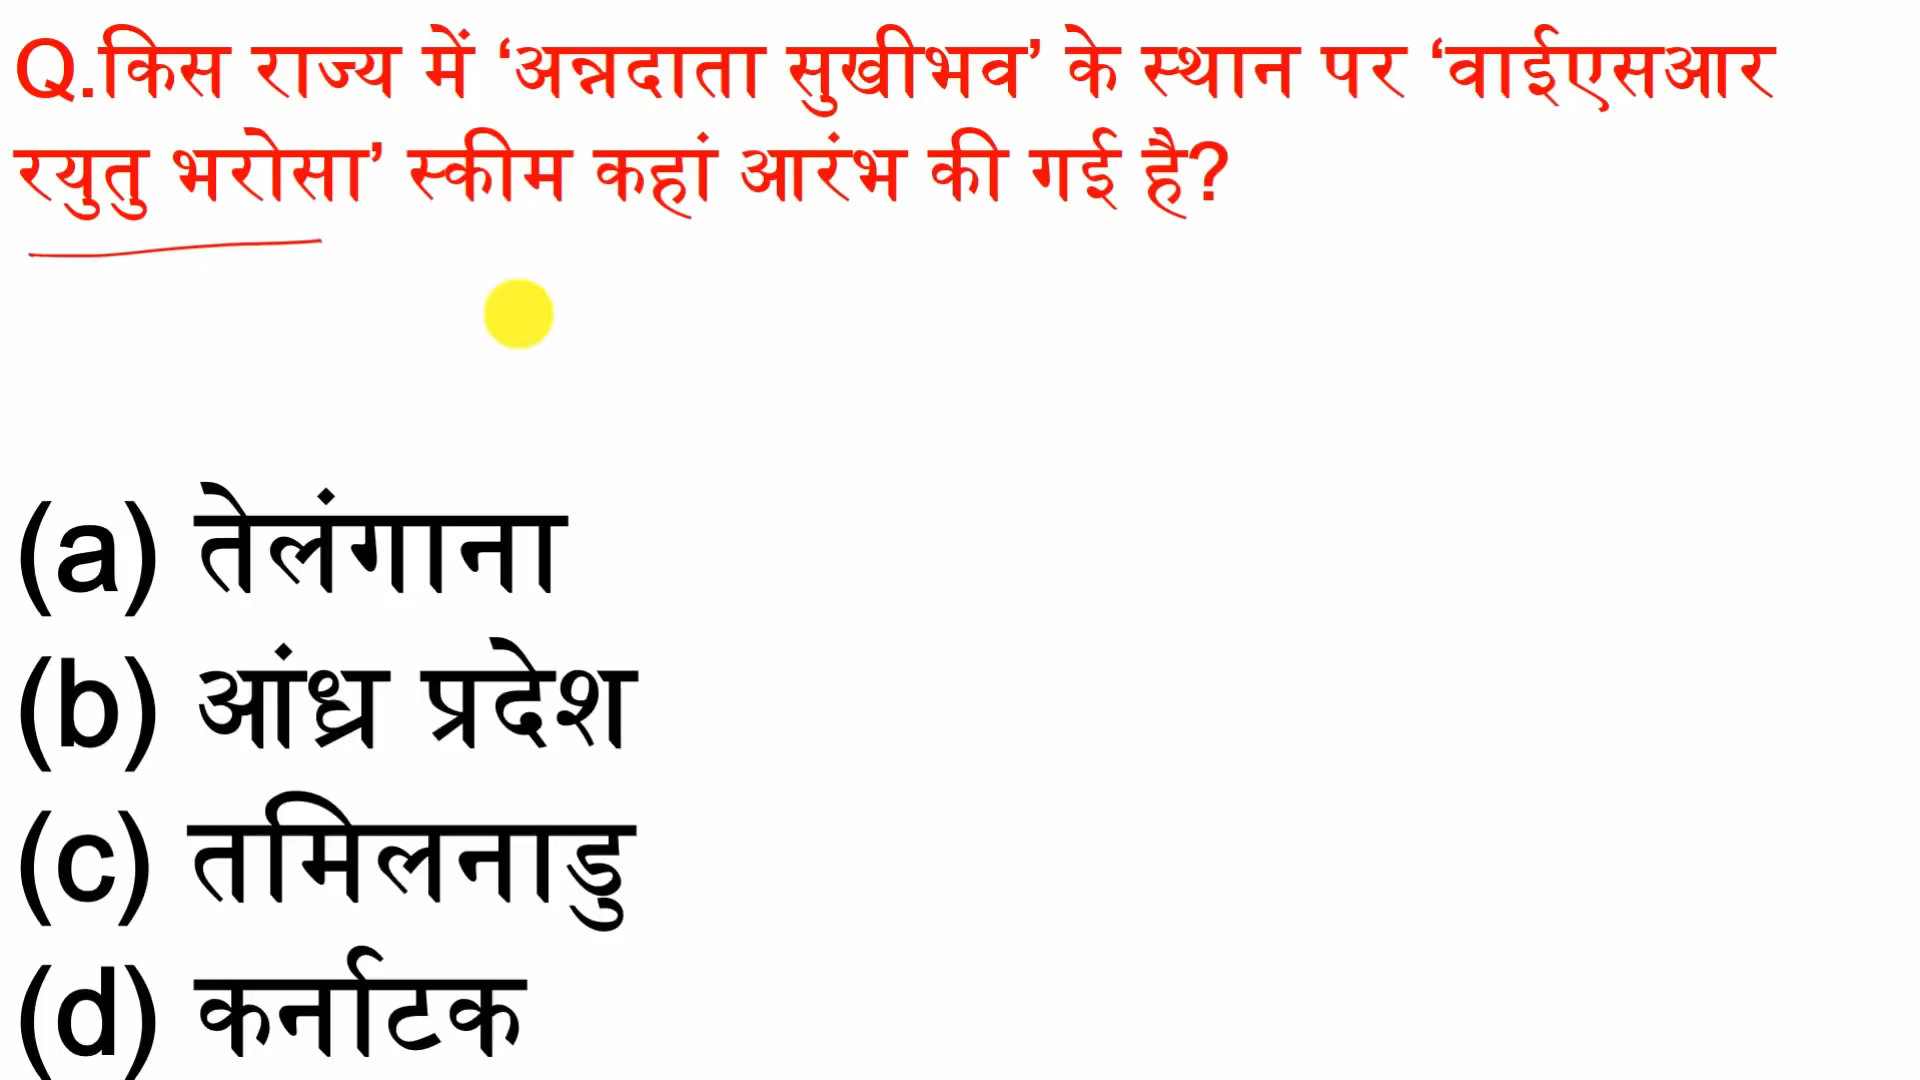 Q.किस राज्य में ‘अन्नदाता सुखीभव’ के स्थान पर ‘वाईएसआर
रयुतु भरोसा’ स्कीम कहां आरंभ की गई है?
(a) तेलंगाना
(b) आंध्र प्रदेश
(c) तमिलनाडु
(d) कर्नाटक